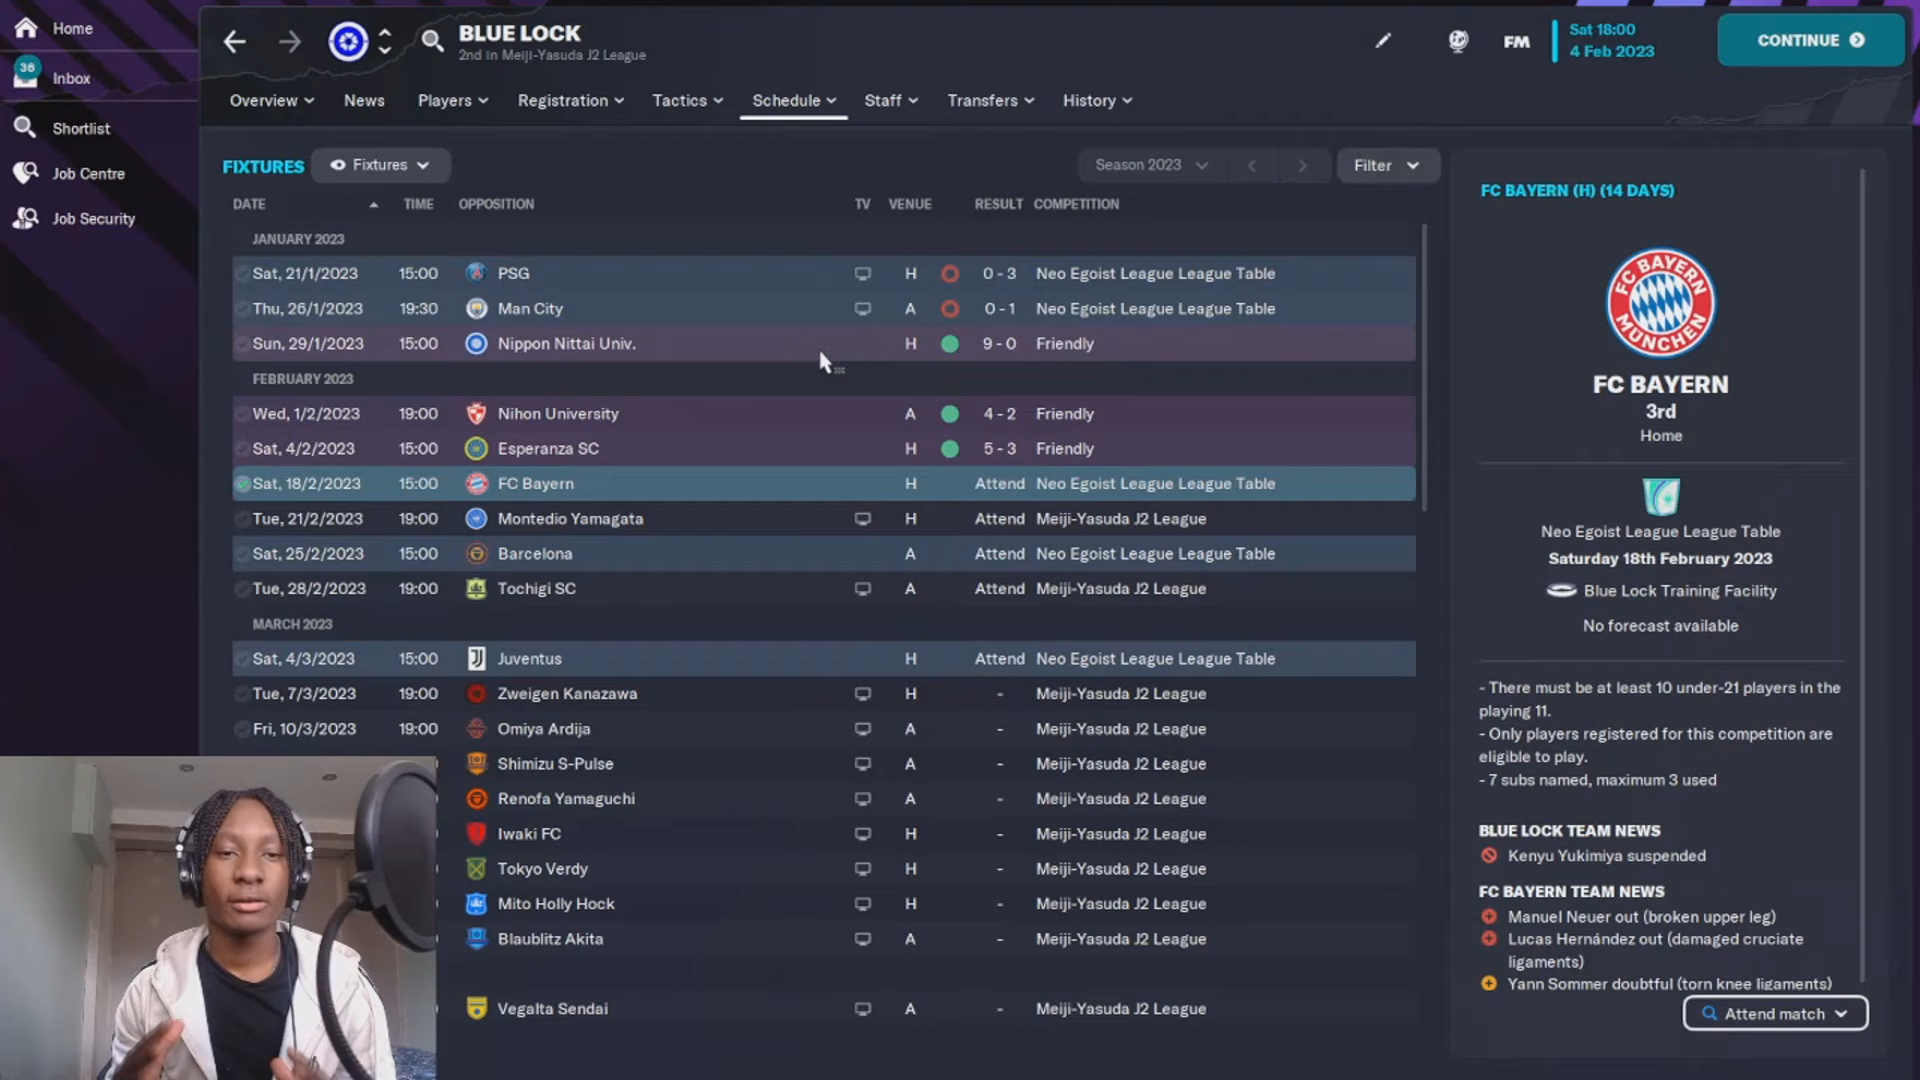 Home
36
Inbox
Shortlist
Job Centre
Job Security
BLUE LOCK
2nd in Meiji-Yasuda J2 League
FM
Sat 18:00
4 Feb 2023
CONTINUE
Overview
News
Players
Registration
Tactics
Schedule
Staff
Transfers
History
FIXTURES
Fixtures
Season 2023
Filter
DATE TIME OPPOSITION TV VENUE RESULT COMPETITION
JANUARY 2023
Sat, 21/1/2023 15:00 PSG H 0 - 3 Neo Egoist League League Table
Thu, 26/1/2023 19:30 Man City A 0 - 1 Neo Egoist League League Table
Sun, 29/1/2023 15:00 Nippon Nittai Univ. H 9 - 0 Friendly
FEBRUARY 2023
Wed, 1/2/2023 19:00 Nihon University A 4 - 2 Friendly
Sat, 4/2/2023 15:00 Esperanza SC H 5 - 3 Friendly
Sat, 18/2/2023 15:00 FC Bayern H Attend Neo Egoist League League Table
Tue, 21/2/2023 19:00 Montedio Yamagata H Attend Meiji-Yasuda J2 League
Sat, 25/2/2023 15:00 Barcelona A Attend Neo Egoist League League Table
Tue, 28/2/2023 19:00 Tochigi SC A Attend Meiji-Yasuda J2 League
MARCH 2023
Sat, 4/3/2023 15:00 Juventus H Attend Neo Egoist League League Table
Tue, 7/3/2023 19:00 Zweigen Kanazawa H - Meiji-Yasuda J2 League
Fri, 10/3/2023 19:00 Omiya Ardija A - Meiji-Yasuda J2 League
Shimizu S-Pulse A - Meiji-Yasuda J2 League
Renofa Yamaguchi A - Meiji-Yasuda J2 League
Iwaki FC H - Meiji-Yasuda J2 League
Tokyo Verdy H - Meiji-Yasuda J2 League
Mito Holly Hock H - Meiji-Yasuda J2 League
Blaublitz Akita A - Meiji-Yasuda J2 League
Vegalta Sendai A - Meiji-Yasuda J2 League
FC BAYERN (H) (14 DAYS)
FC BAYERN
MÜNCHEN
FC BAYERN
3rd
Home
Neo Egoist League League Table
Saturday 18th February 2023
Blue Lock Training Facility
No forecast available
- There must be at least 10 under-21 players in the
playing 11.
- Only players registered for this competition are
eligible to play.
- 7 subs named, maximum 3 used
BLUE LOCK TEAM NEWS
Kenyu Yukimiya suspended
FC BAYERN TEAM NEWS
Manuel Neuer out (broken upper leg)
Lucas Hernández out (damaged cruciate
ligaments)
Yann Sommer doubtful (torn knee ligaments)
Attend match